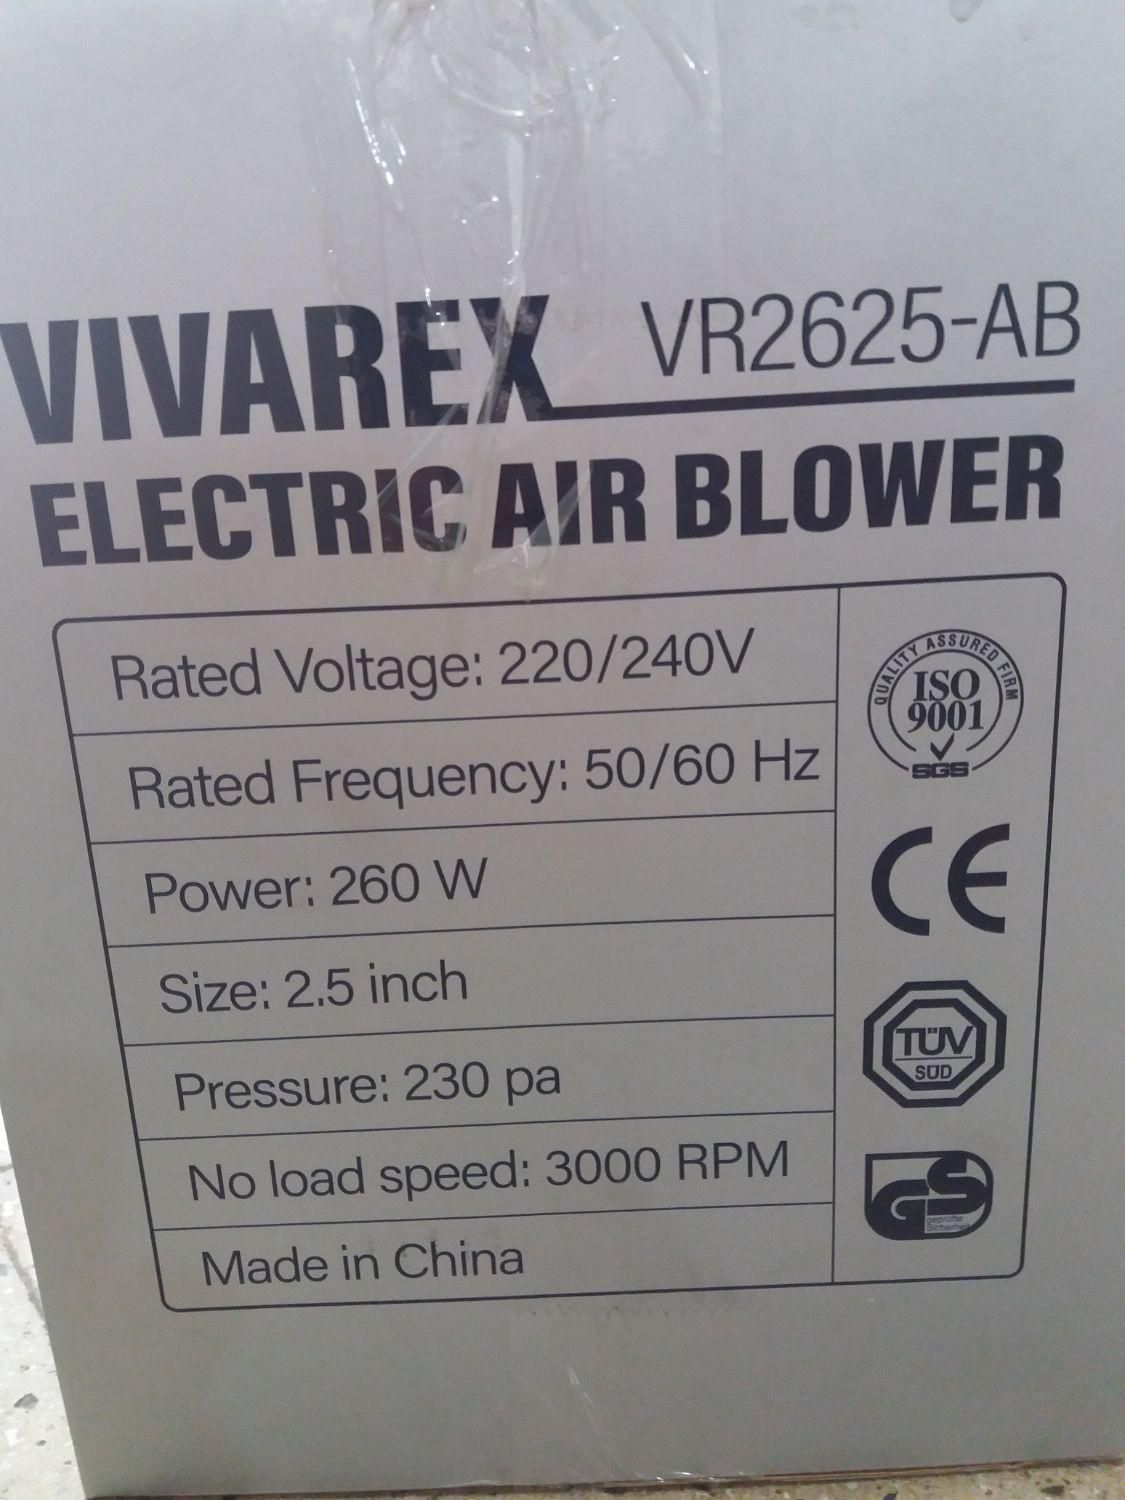 VIVAREX VR2625-AB
ELECTRIC AIR BLOWER
Rated Voltage: 220/240V
Rated Frequency: 50/60 Hz
Power: 260 W
Size: 2.5 inch
Pressure: 230 pa
No load speed: 3000 RPM
Made in China
QUALITY ASSURED FIRM
ISO
9001
SGS
CE
TÜV
SÜD
GS
geprüfte
Sicherheit